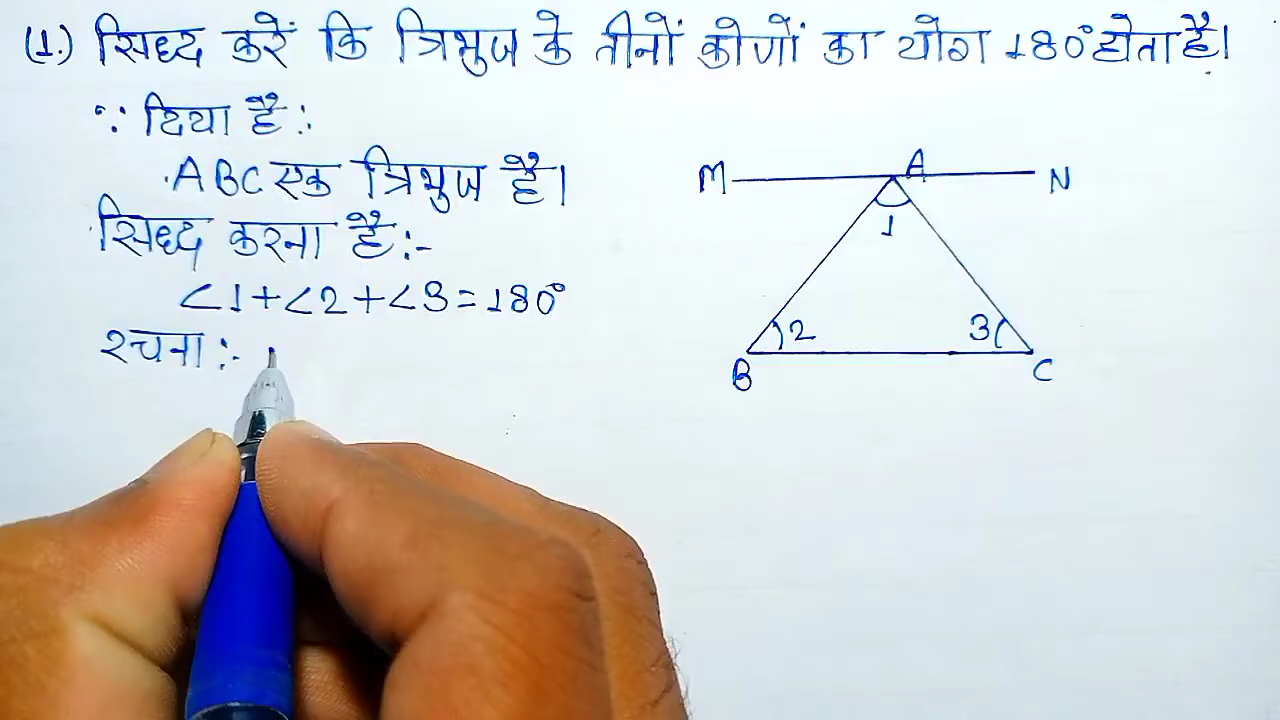 (1.) सिध्द करें कि त्रिभुज के तीनों कोणों का योग 180° होता है।
∵ दिया है :
ABC एक त्रिभुज है।
सिध्द करना है :-
∠1+∠2+∠3=180°
रचना :-
M A N
1
2 3
B C